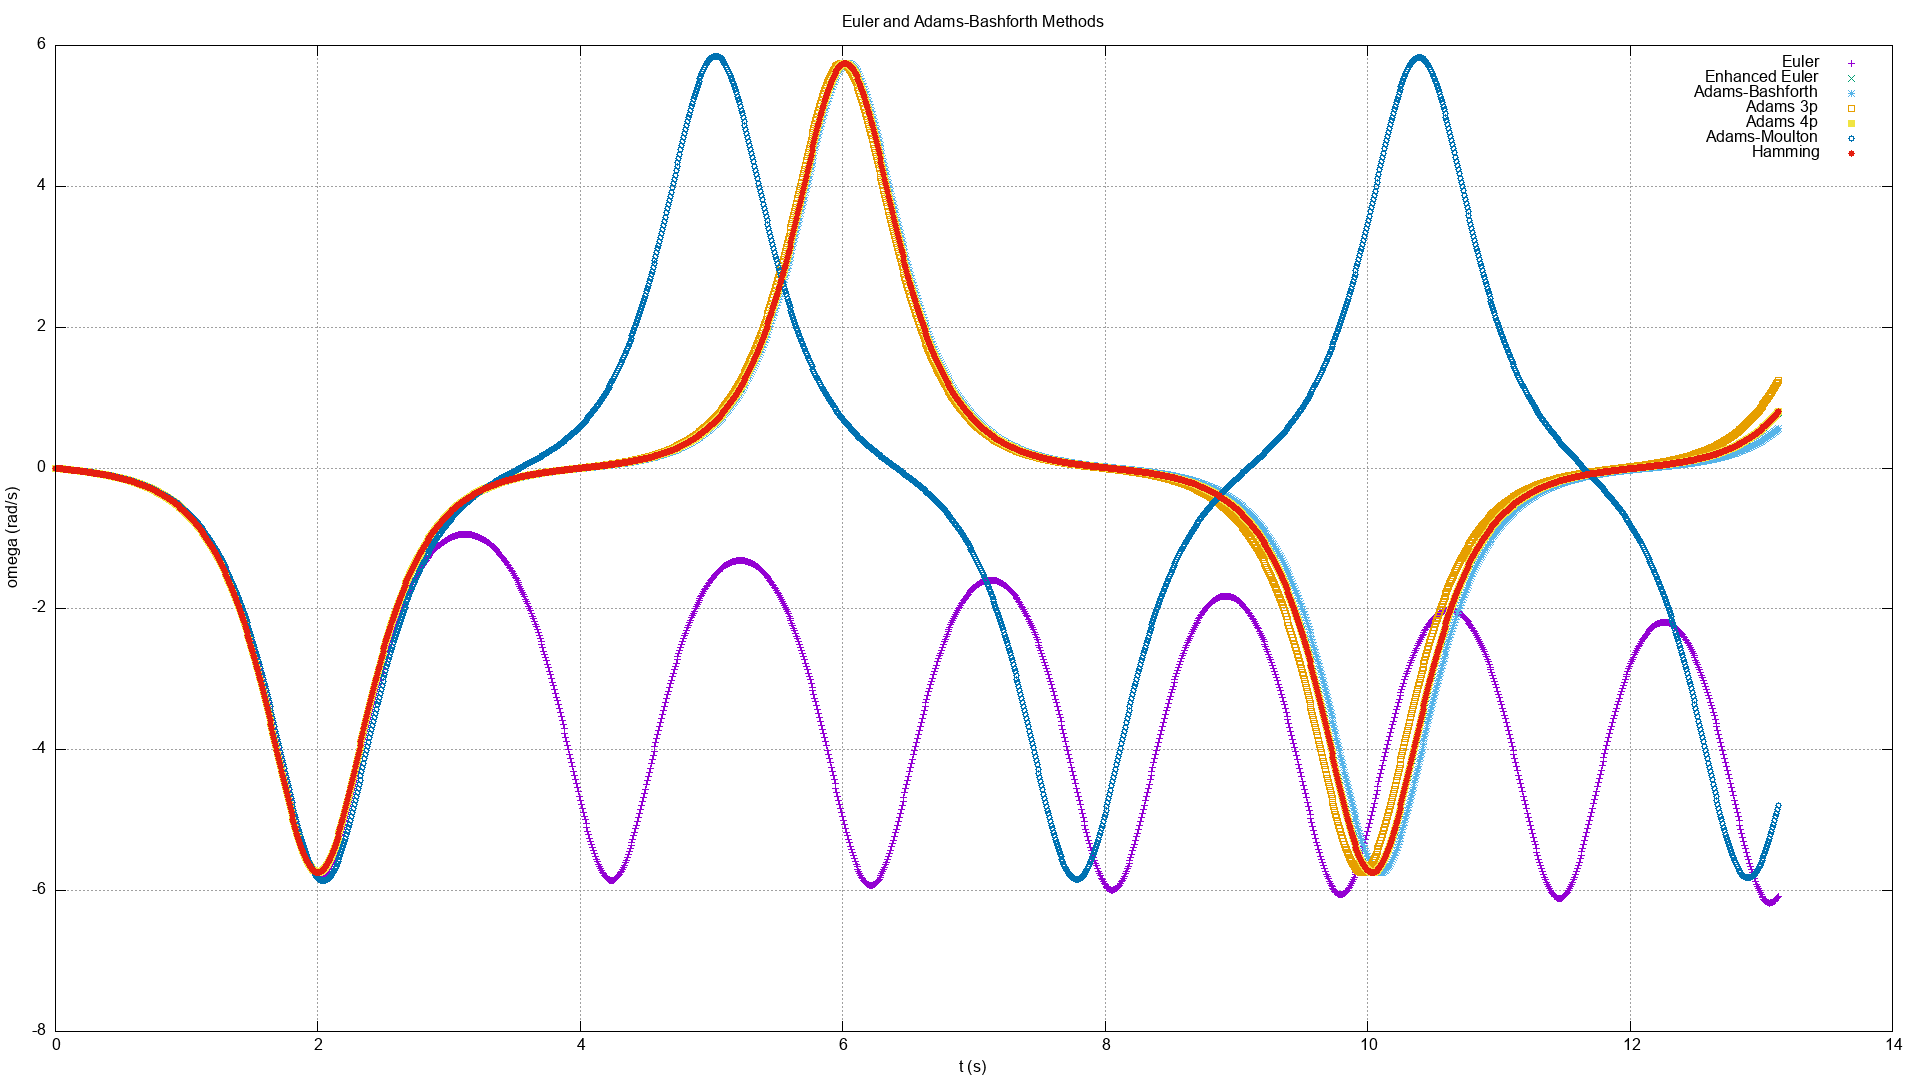 Euler and Adams-Bashforth Methods
6
4
2
0
-2
-4
-6
-8
omega (rad/s)
Euler
Enhanced Euler
Adams-Bashforth
Adams 3p
Adams 4p
Adams-Moulton
Hamming
0 2 4 6 8 10 12 14
t (s)